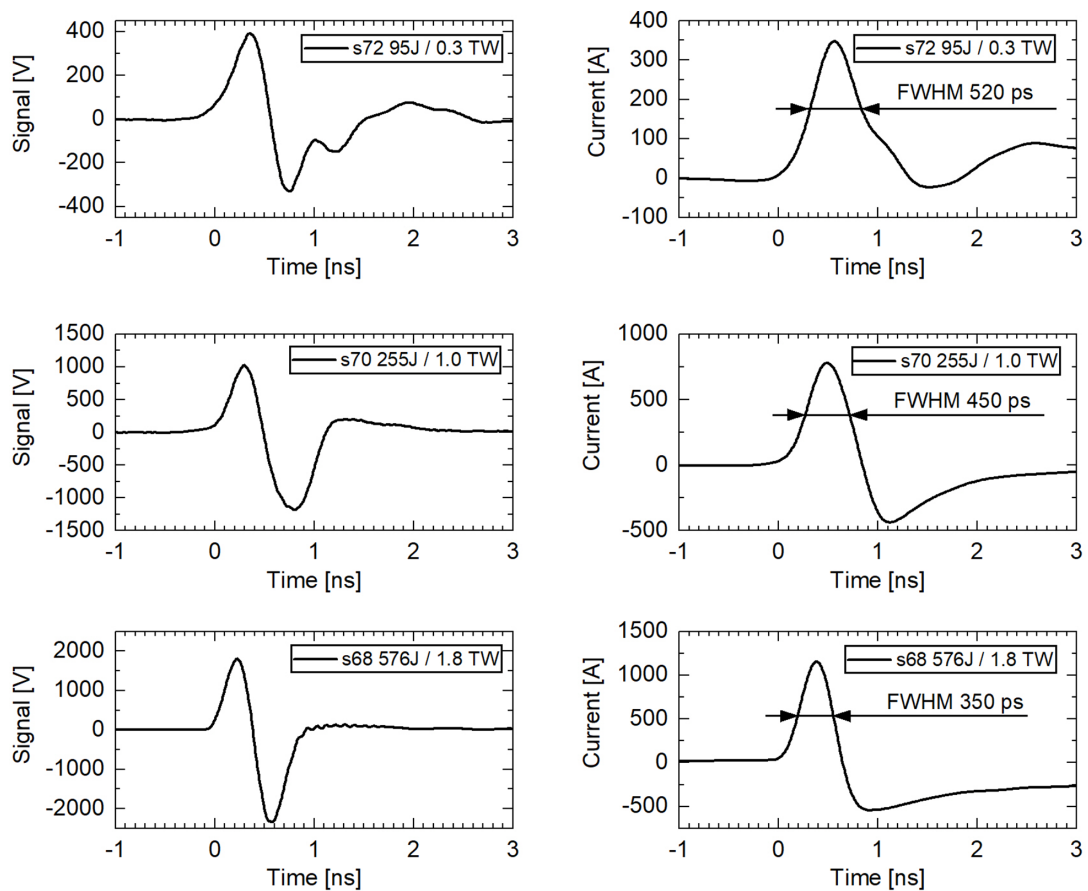 s72 95J / 0.3 TW
Signal [V]
400
200
0
-200
-400
-1 0 1 2 3
Time [ns]
s72 95J / 0.3 TW
FWHM 520 ps
Current [A]
400
300
200
100
0
-100
-1 0 1 2 3
Time [ns]
s70 255J / 1.0 TW
Signal [V]
1500
1000
500
0
-500
-1000
-1500
-1 0 1 2 3
Time [ns]
s70 255J / 1.0 TW
FWHM 450 ps
Current [A]
1000
500
0
-500
-1 0 1 2 3
Time [ns]
s68 576J / 1.8 TW
Signal [V]
2000
1000
0
-1000
-2000
-1 0 1 2 3
Time [ns]
s68 576J / 1.8 TW
FWHM 350 ps
Current [A]
1500
1000
500
0
-500
-1 0 1 2 3
Time [ns]